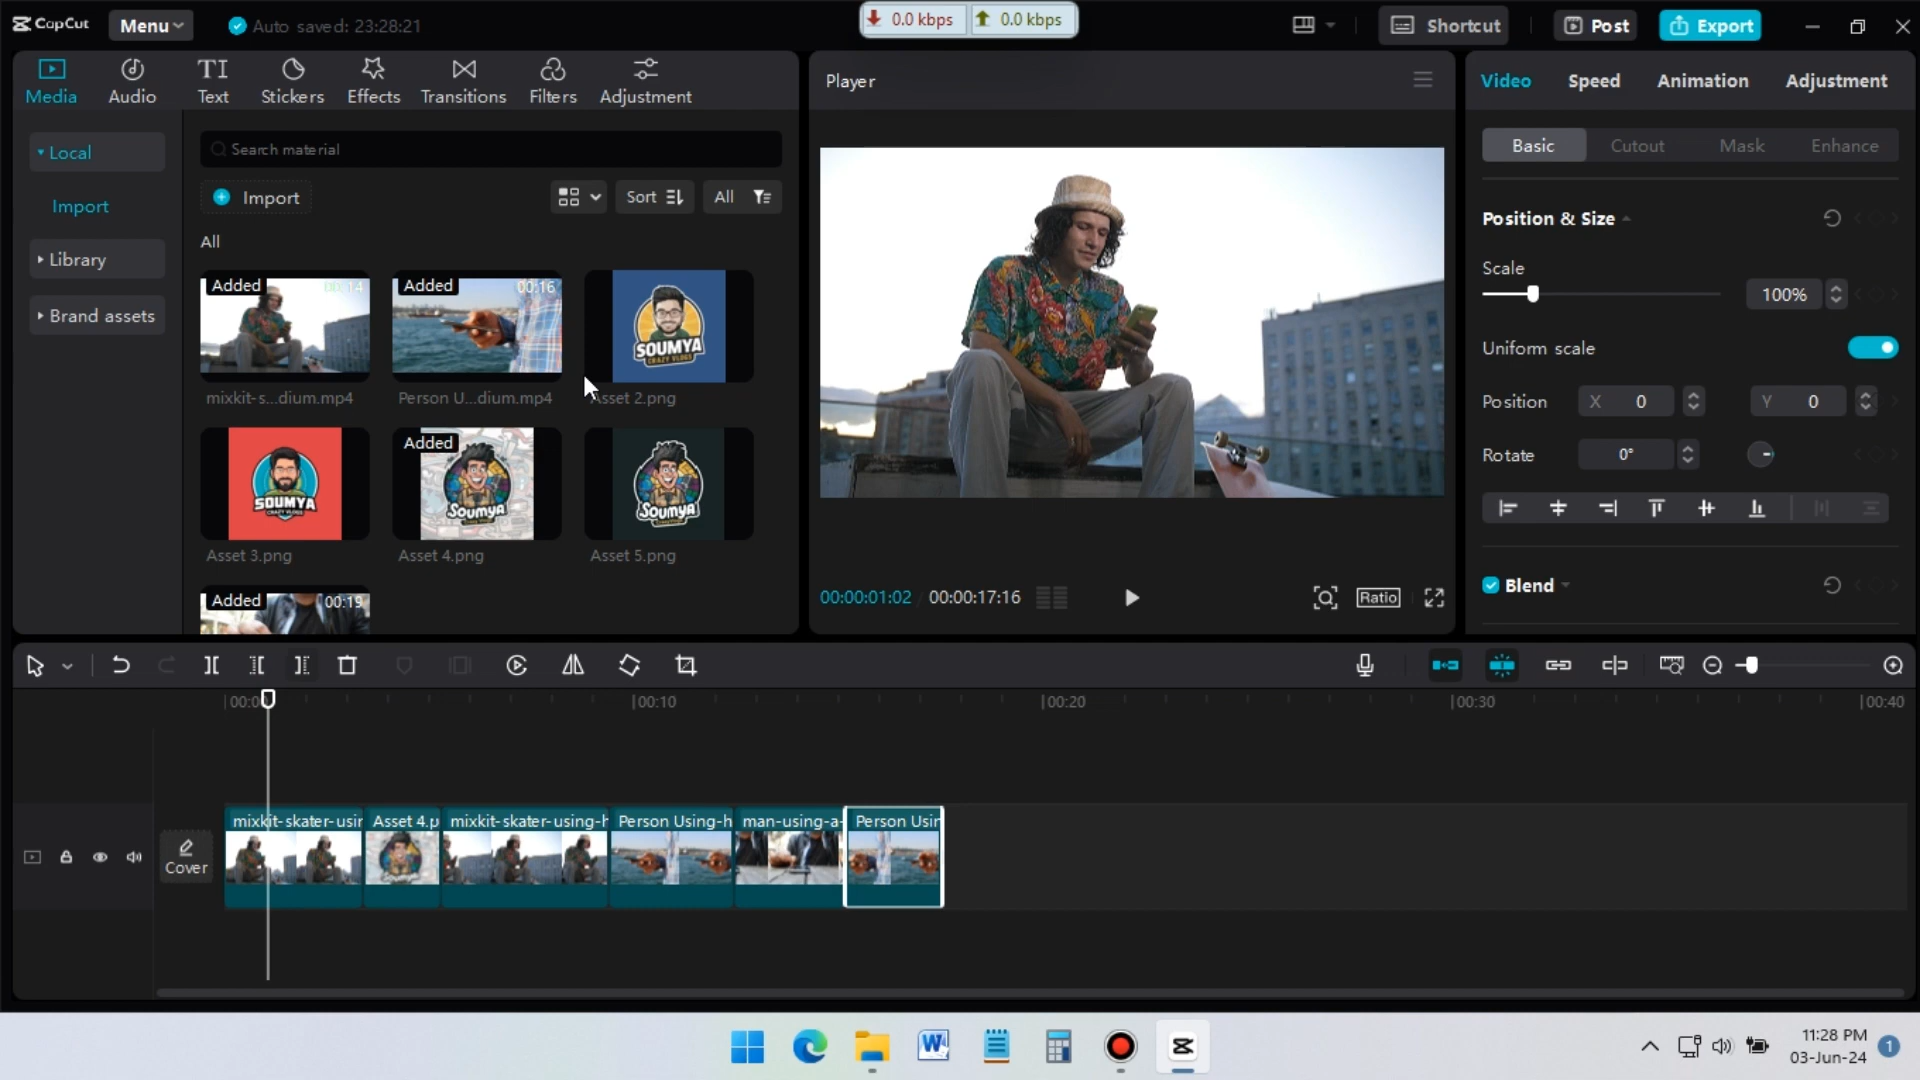 CapCut
Menu
Auto saved: 23:28:21
0.0 kbps
0.0 kbps
Shortcut
Post
Export
Media
Audio
TI
Text
Stickers
Effects
Transitions
Filters
Adjustment
Player
Video
Speed
Animation
Adjustment
Local
Import
Library
Brand assets
Search material
Import
Sort
All
All
Added
mixkit-s...dium.mp4
Added
00:16
Person U...dium.mp4
SOUMYA
CRAZY VLOGS
Asset 2.png
SOUMYA
CRAZY VLOGS
Asset 3.png
Added
Soumya
Asset 4.png
Soumya
Asset 5.png
Added
00:19
00:00:01:02
00:00:17:16
Ratio
Basic
Cutout
Mask
Enhance
Position & Size
Scale
100%
Uniform scale
Position
X
0
Y
0
Rotate
0°
Blend
00:10
00:20
00:30
00:40
Cover
mixkit-skater-usin
Asset 4.p
mixkit-skater-using-h
Person Using-h
man-using-a-
Person Usin
11:28 PM
03-Jun-24
1